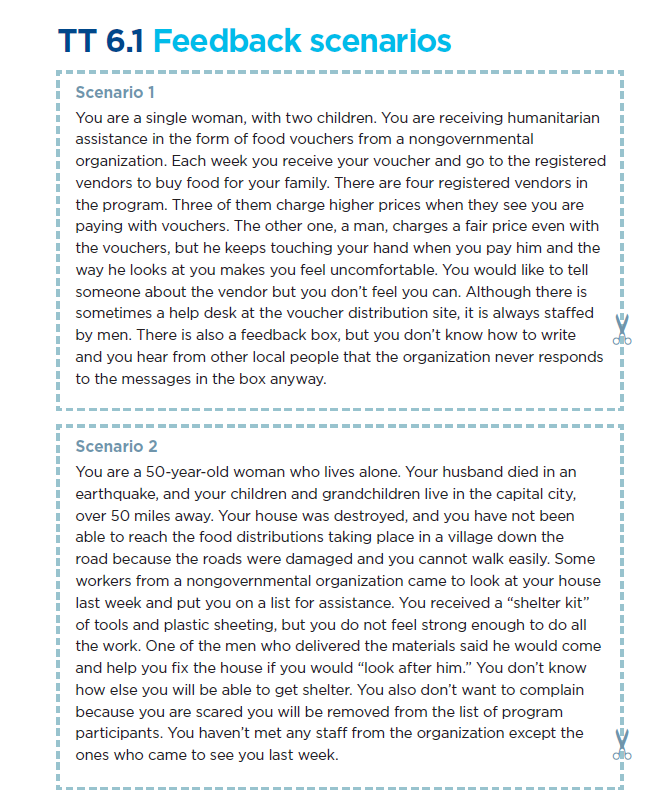 TT 6.1 Feedback scenarios
Scenario 1
You are a single woman, with two children. You are receiving humanitarian
assistance in the form of food vouchers from a nongovernmental
organization. Each week you receive your voucher and go to the registered
vendors to buy food for your family. There are four registered vendors in
the program. Three of them charge higher prices when they see you are
paying with vouchers. The other one, a man, charges a fair price even with
the vouchers, but he keeps touching your hand when you pay him and the
way he looks at you makes you feel uncomfortable. You would like to tell
someone about the vendor but you don’t feel you can. Although there is
sometimes a help desk at the voucher distribution site, it is always staffed
by men. There is also a feedback box, but you don’t know how to write
and you hear from other local people that the organization never responds
to the messages in the box anyway.
Scenario 2
You are a 50-year-old woman who lives alone. Your husband died in an
earthquake, and your children and grandchildren live in the capital city,
over 50 miles away. Your house was destroyed, and you have not been
able to reach the food distributions taking place in a village down the
road because the roads were damaged and you cannot walk easily. Some
workers from a nongovernmental organization came to look at your house
last week and put you on a list for assistance. You received a “shelter kit”
of tools and plastic sheeting, but you do not feel strong enough to do all
the work. One of the men who delivered the materials said he would come
and help you fix the house if you would “look after him.” You don’t know
how else you will be able to get shelter. You also don’t want to complain
because you are scared you will be removed from the list of program
participants. You haven’t met any staff from the organization except the
ones who came to see you last week.